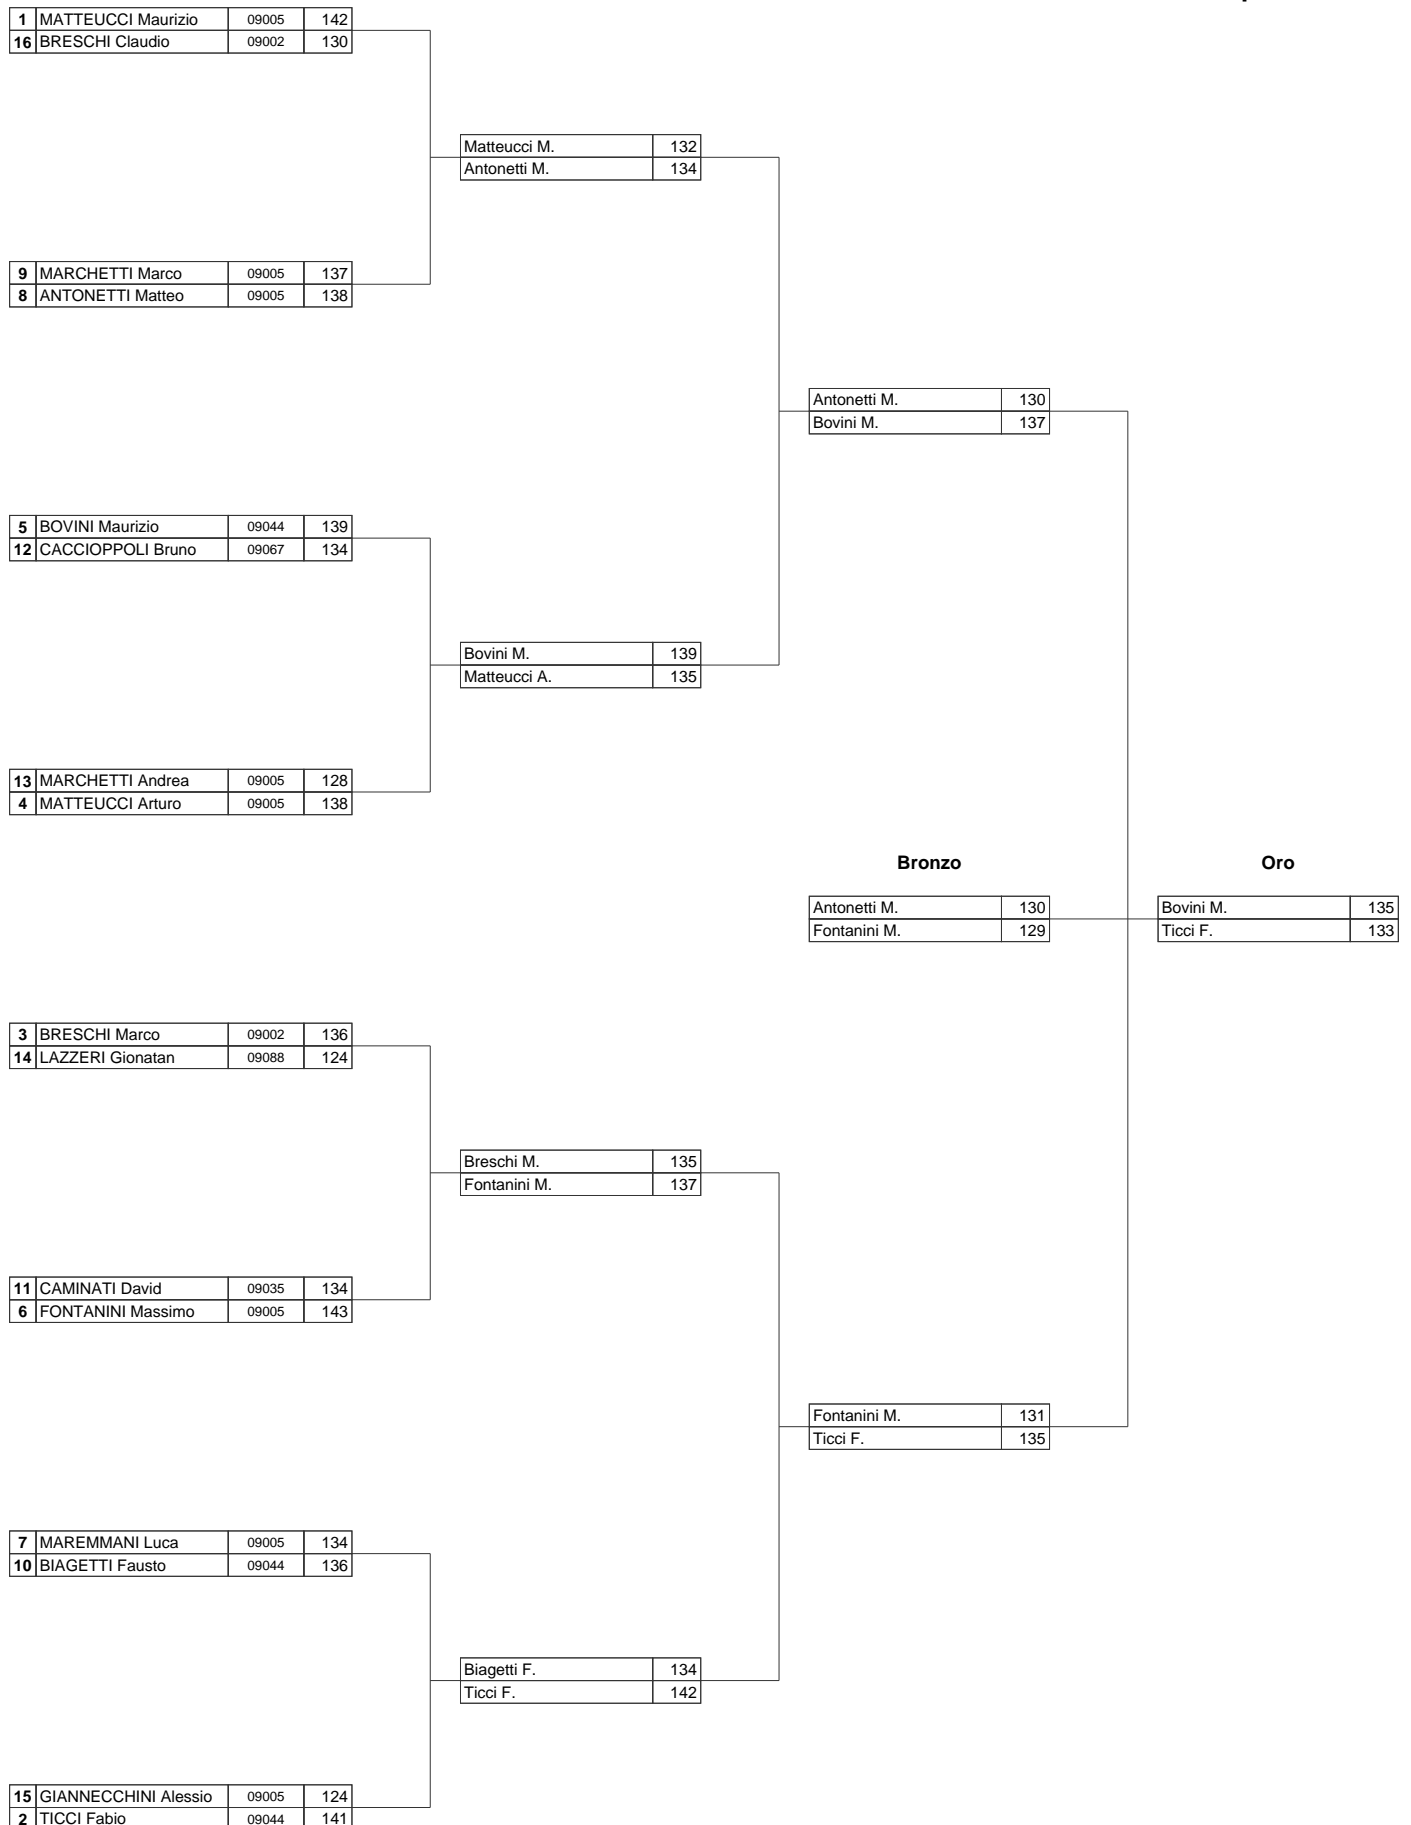 1 MATTEUCCI Maurizio 09005 142
16 BRESCHI Claudio 09002 130
Matteucci M. 132
Antonetti M. 134
9 MARCHETTI Marco 09005 137
8 ANTONETTI Matteo 09005 138
Antonetti M. 130
Bovini M. 137
5 BOVINI Maurizio 09044 139
12 CACCIOPPOLI Bruno 09067 134
Bovini M. 139
Matteucci A. 135
13 MARCHETTI Andrea 09005 128
4 MATTEUCCI Arturo 09005 138
Bronzo Oro
Antonetti M. 130 Bovini M. 135
Fontanini M. 129 Ticci F. 133
3 BRESCHI Marco 09002 136
14 LAZZERI Gionatan 09088 124
Breschi M. 135
Fontanini M. 137
11 CAMINATI David 09035 134
6 FONTANINI Massimo 09005 143
Fontanini M. 131
Ticci F. 135
7 MAREMMANI Luca 09005 134
10 BIAGETTI Fausto 09044 136
Biagetti F. 134
Ticci F. 142
15 GIANNECCHINI Alessio 09005 124
2 TICCI Fabio 09044 141